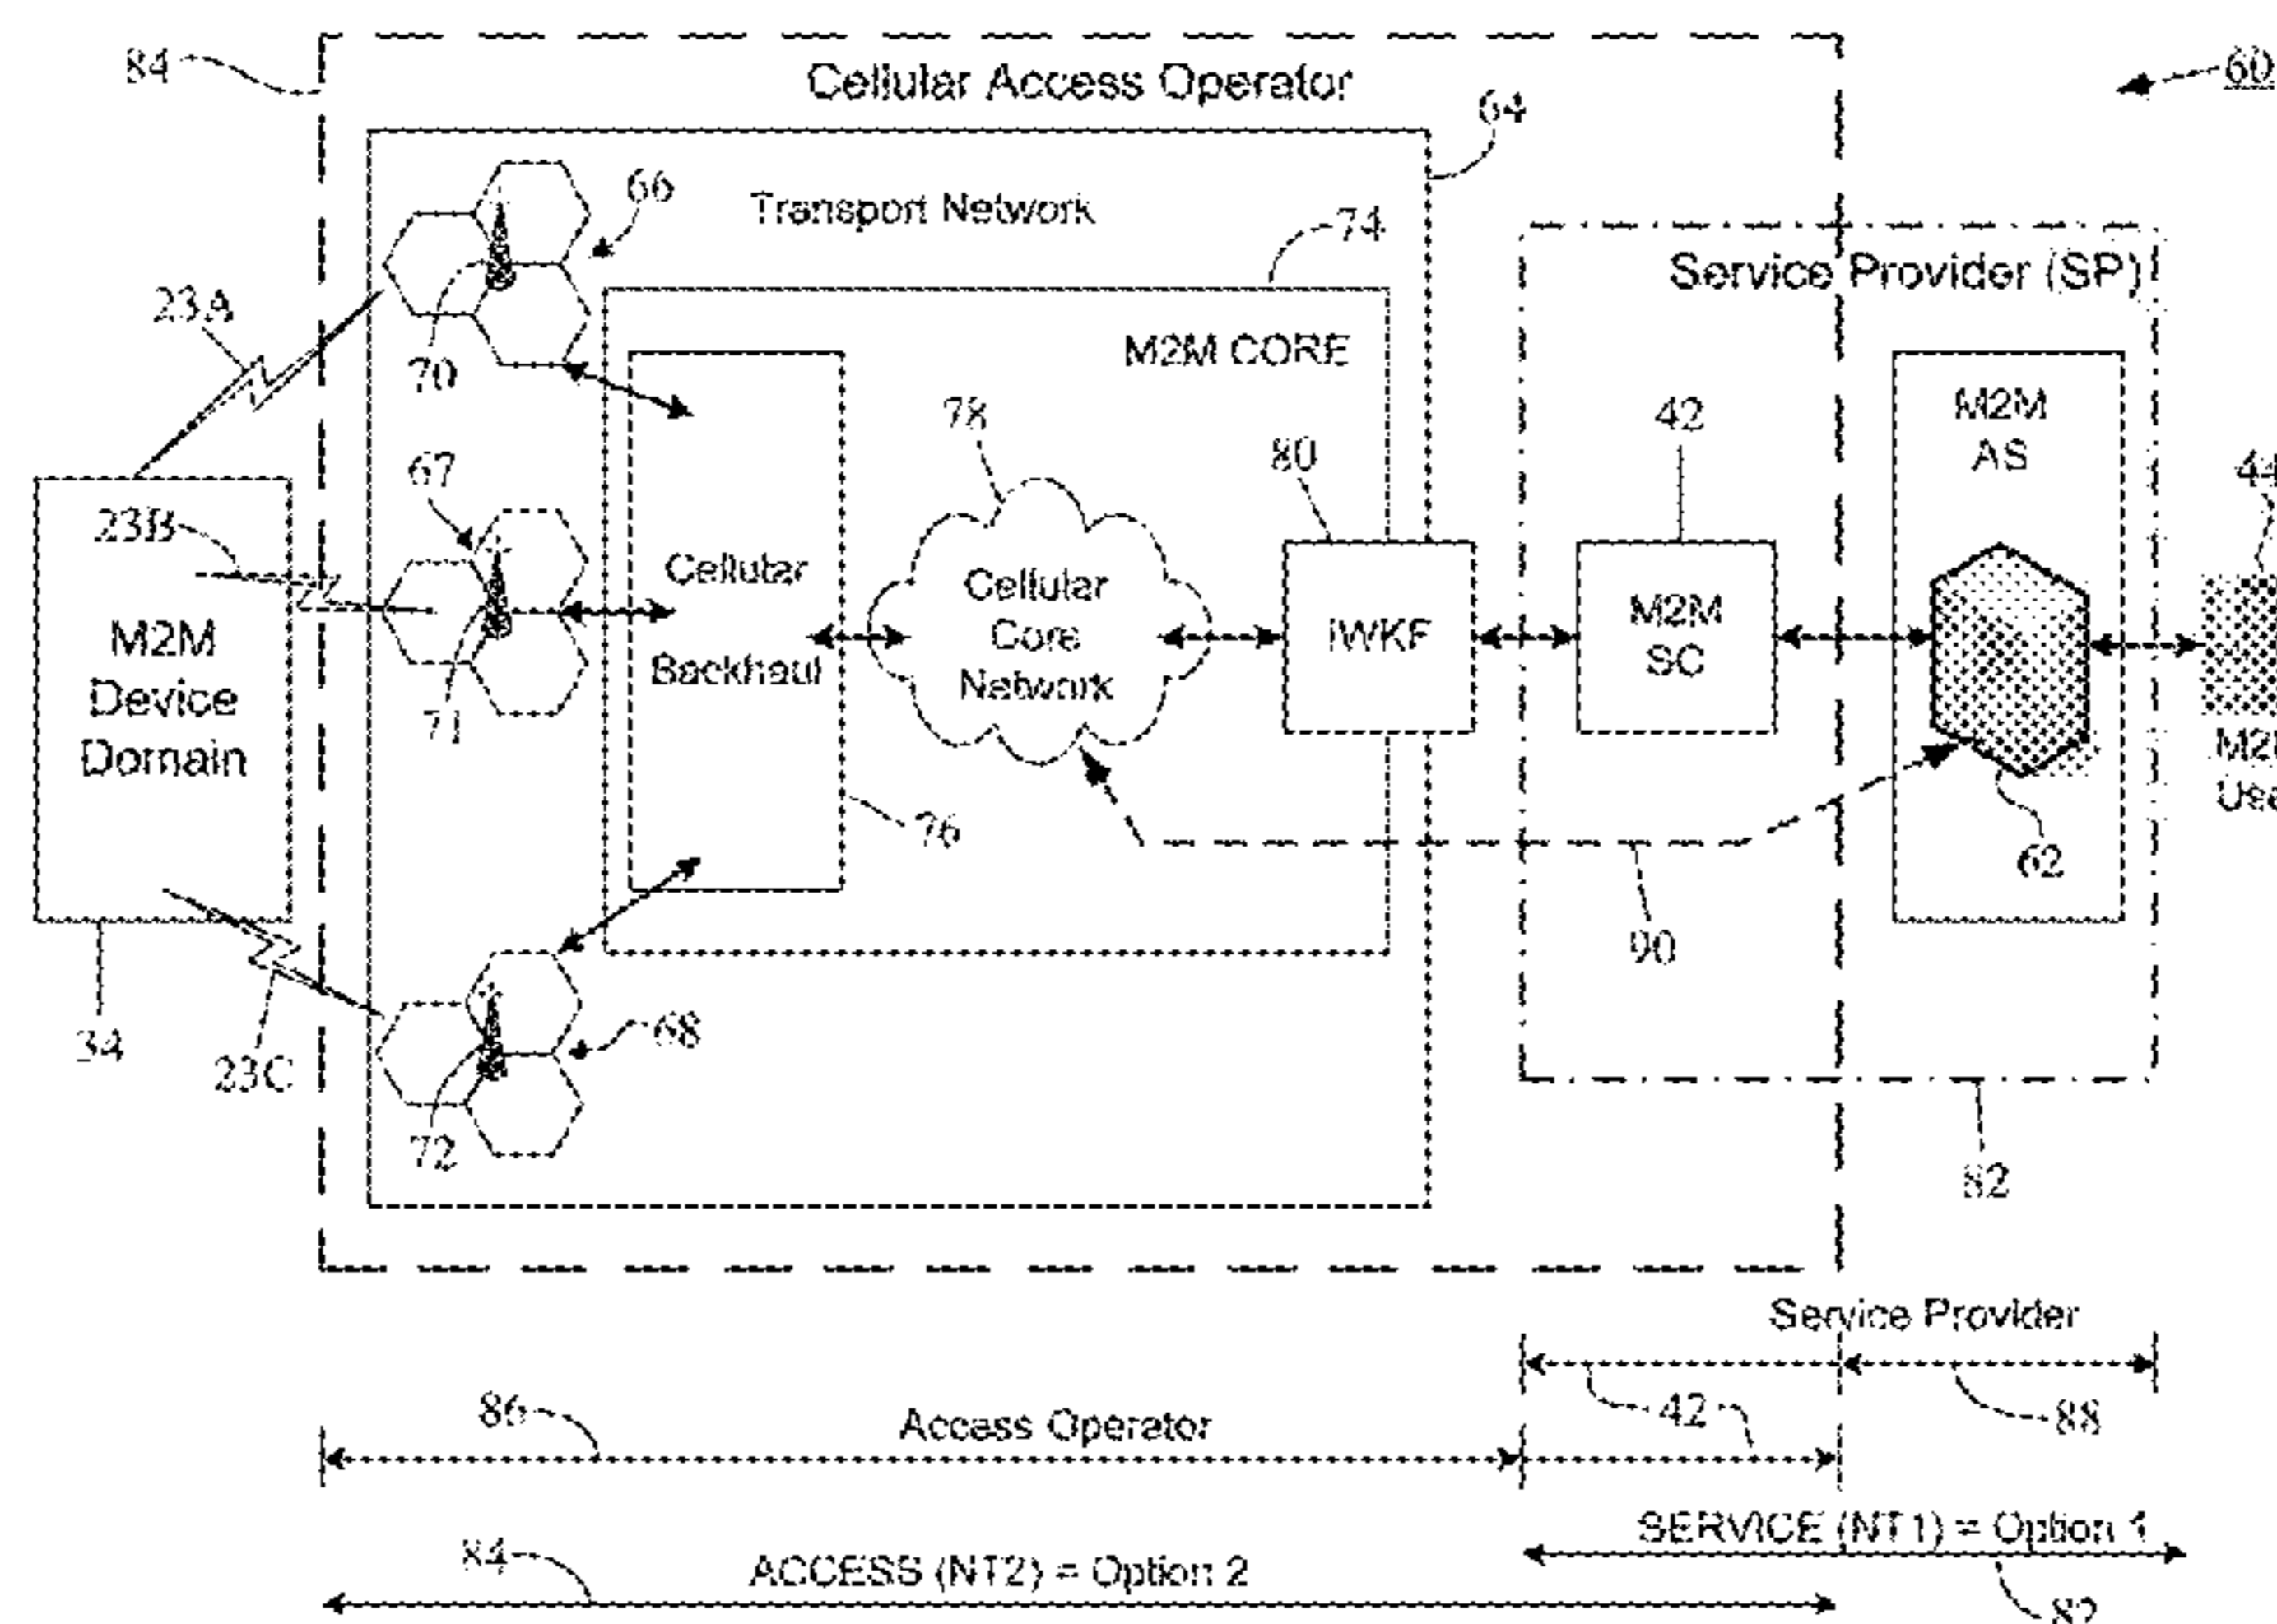 84
Cellular Access Operator
60
64
66
Transport Network
74
Service Provider (SP)
23A
70
M2M CORE
M2M
AS
78
42
80
67
44
23B
Cellular
Backhaul
Cellular
Core
Network
IWKF
M2M
SC
M2M
Device
Domain
71
76
62
90
34
23C
68
72
82
Service Provider
86
Access Operator
42
88
SERVICE (NT1) = Option 1
84
ACCESS (NT2) = Option 2
82